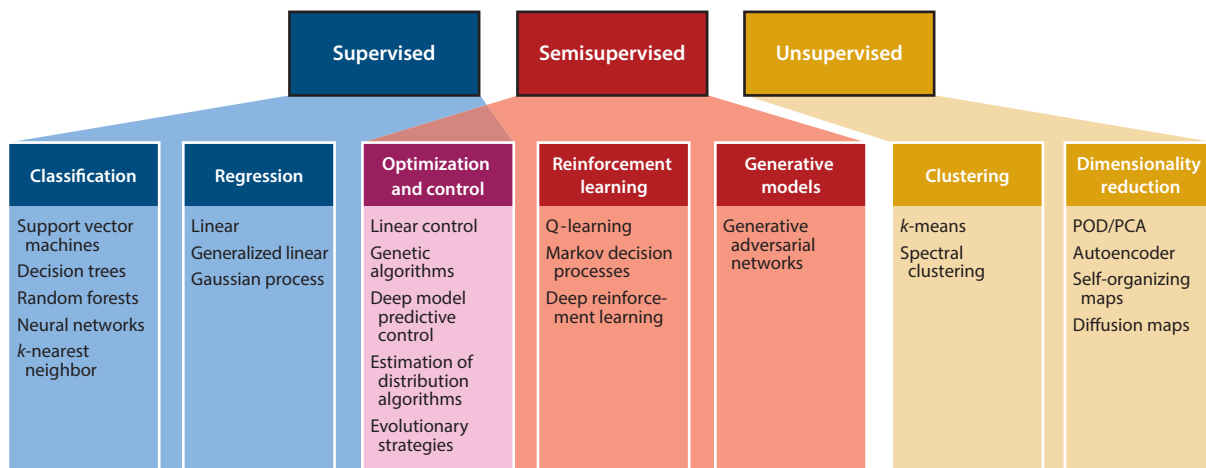 Supervised
Semisupervised
Unsupervised
Classification
Support vector
machines
Decision trees
Random forests
Neural networks
k-nearest
neighbor
Regression
Linear
Generalized linear
Gaussian process
Optimization
and control
Linear control
Genetic
algorithms
Deep model
predictive
control
Estimation of
distribution
algorithms
Evolutionary
strategies
Reinforcement
learning
Q-learning
Markov decision
processes
Deep reinforce-
ment learning
Generative
models
Generative
adversarial
networks
Clustering
k-means
Spectral
clustering
Dimensionality
reduction
POD/PCA
Autoencoder
Self-organizing
maps
Diffusion maps